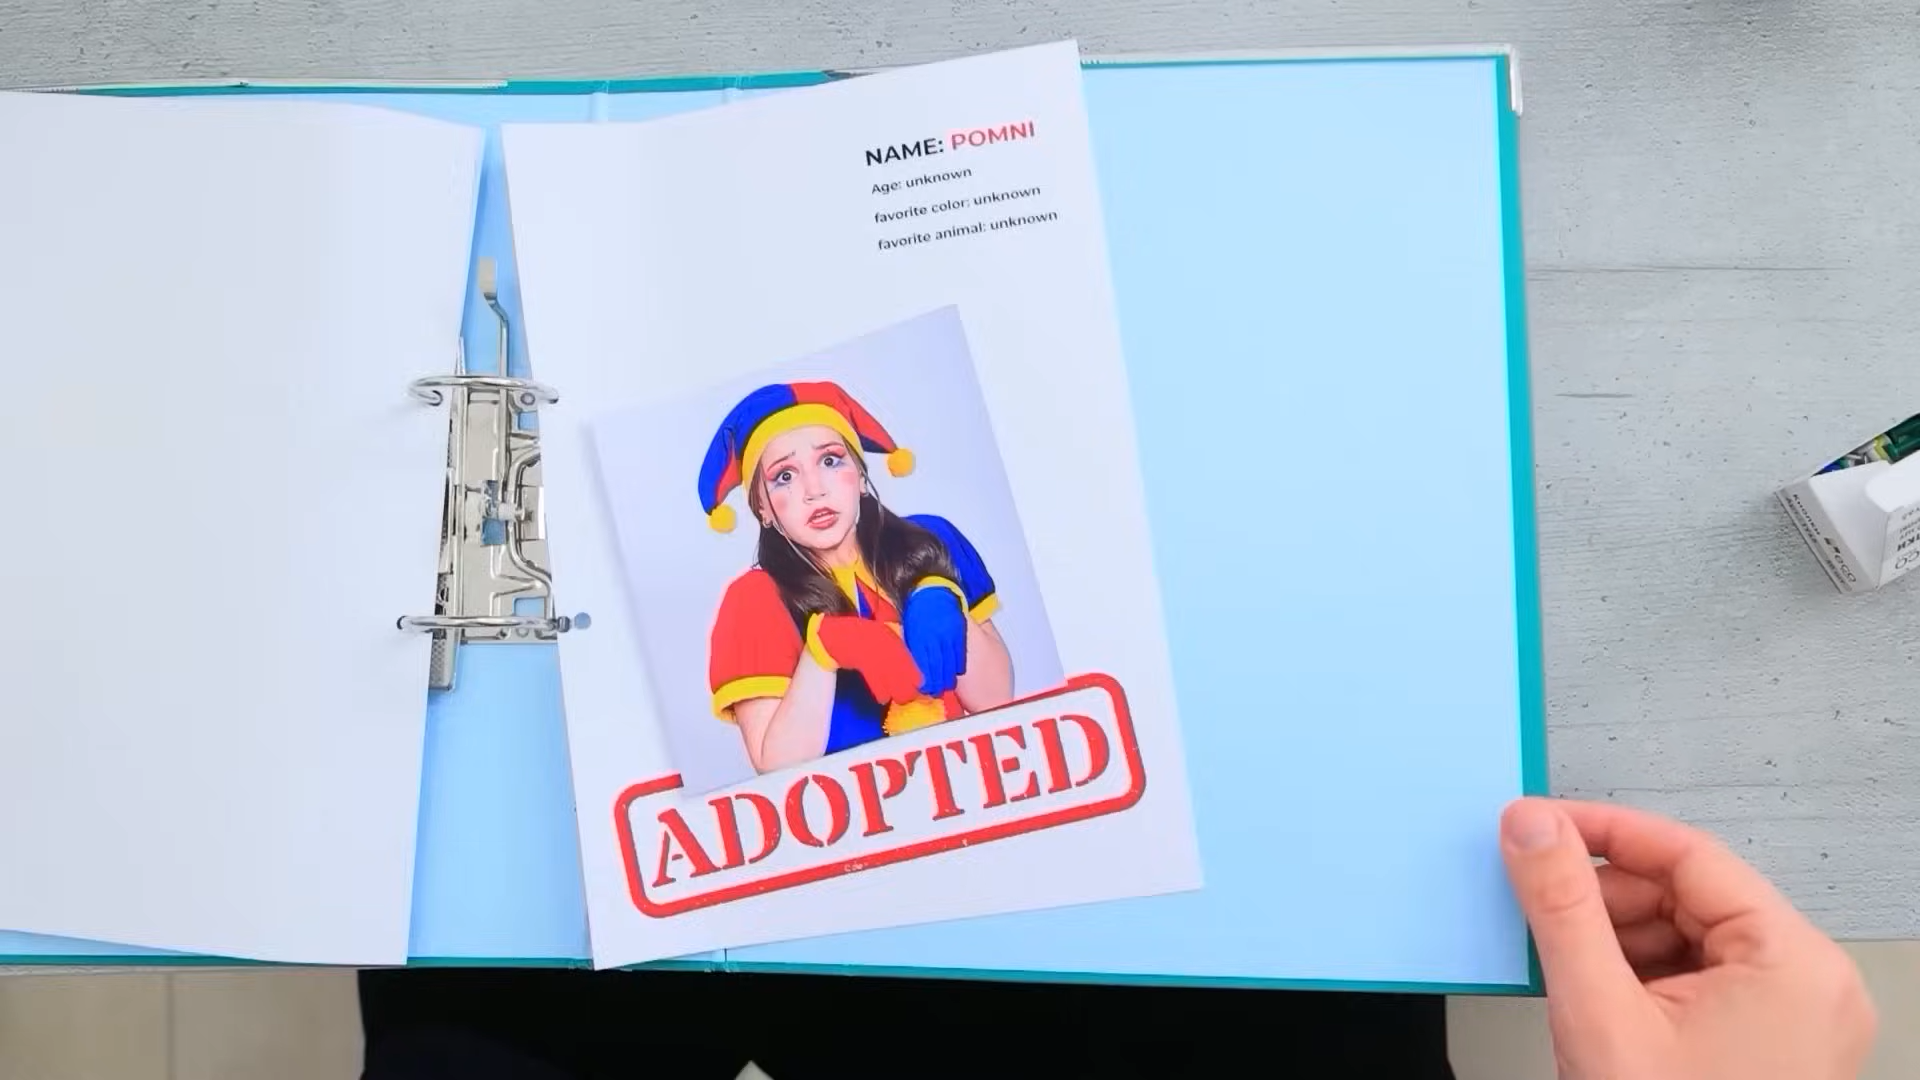 NAME: POMNI
Age: unknown
favorite color: unknown
favorite animal: unknown
ADOPTED